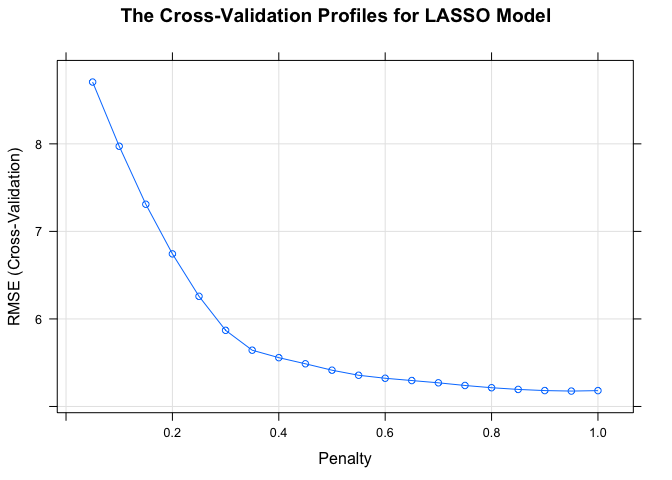 The Cross-Validation Profiles for LASSO Model
RMSE (Cross-Validation)
8
7
6
0.2 0.4 0.6 0.8 1.0
Penalty